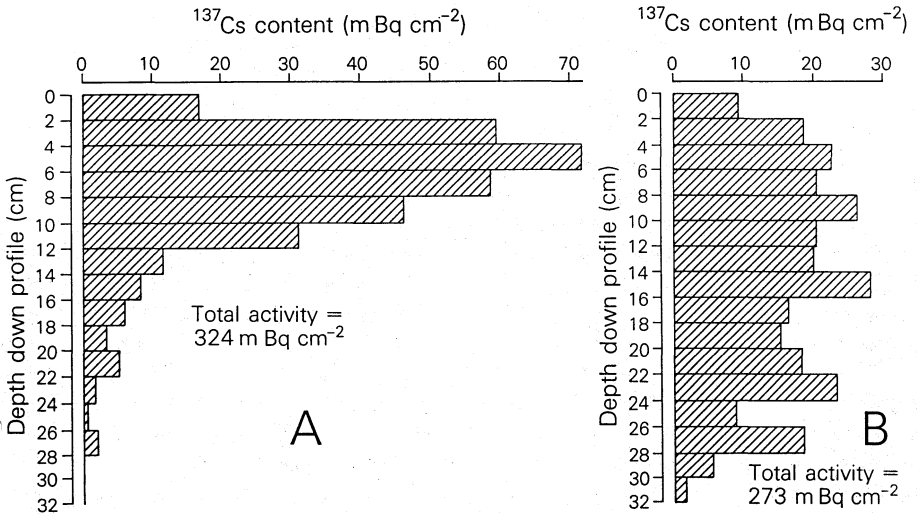 ¹³⁷Cs content (m Bq cm⁻²)
0 10 20 30 40 50 60 70
0
2
4
6
8
10
12
14
16
18
20
22
24
26
28
30
32
Depth down profile (cm)
Total activity =
324 m Bq cm⁻²
A
¹³⁷Cs content (m Bq cm⁻²)
0 10 20 30
0
2
4
6
8
10
12
14
16
18
20
22
24
26
28
30
32
Depth down profile (cm)
B
Total activity =
273 m Bq cm⁻²